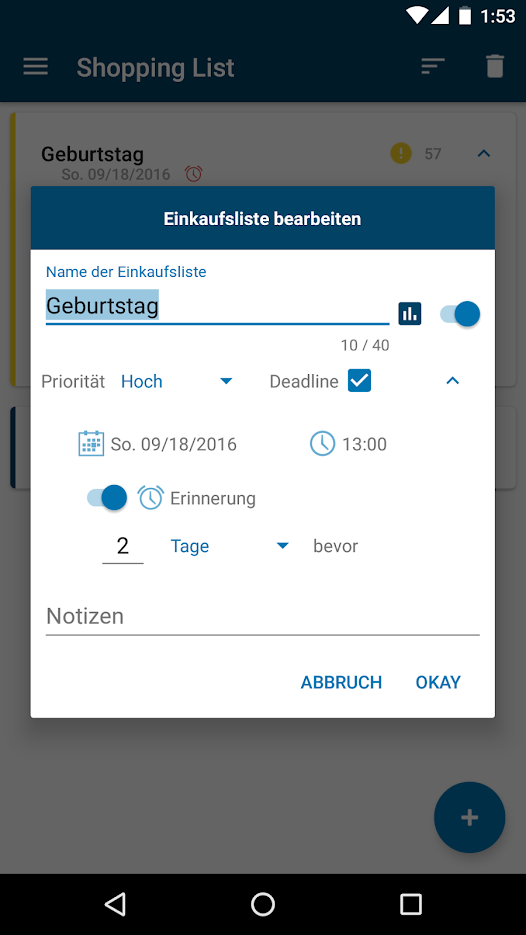 1:53
Shopping List
Geburtstag
57
So. 09/18/2016
Einkaufsliste bearbeiten
Name der Einkaufsliste
Geburtstag
10 / 40
Priorität Hoch Deadline
So. 09/18/2016 13:00
Erinnerung
2 Tage bevor
Notizen
ABBRUCH OKAY